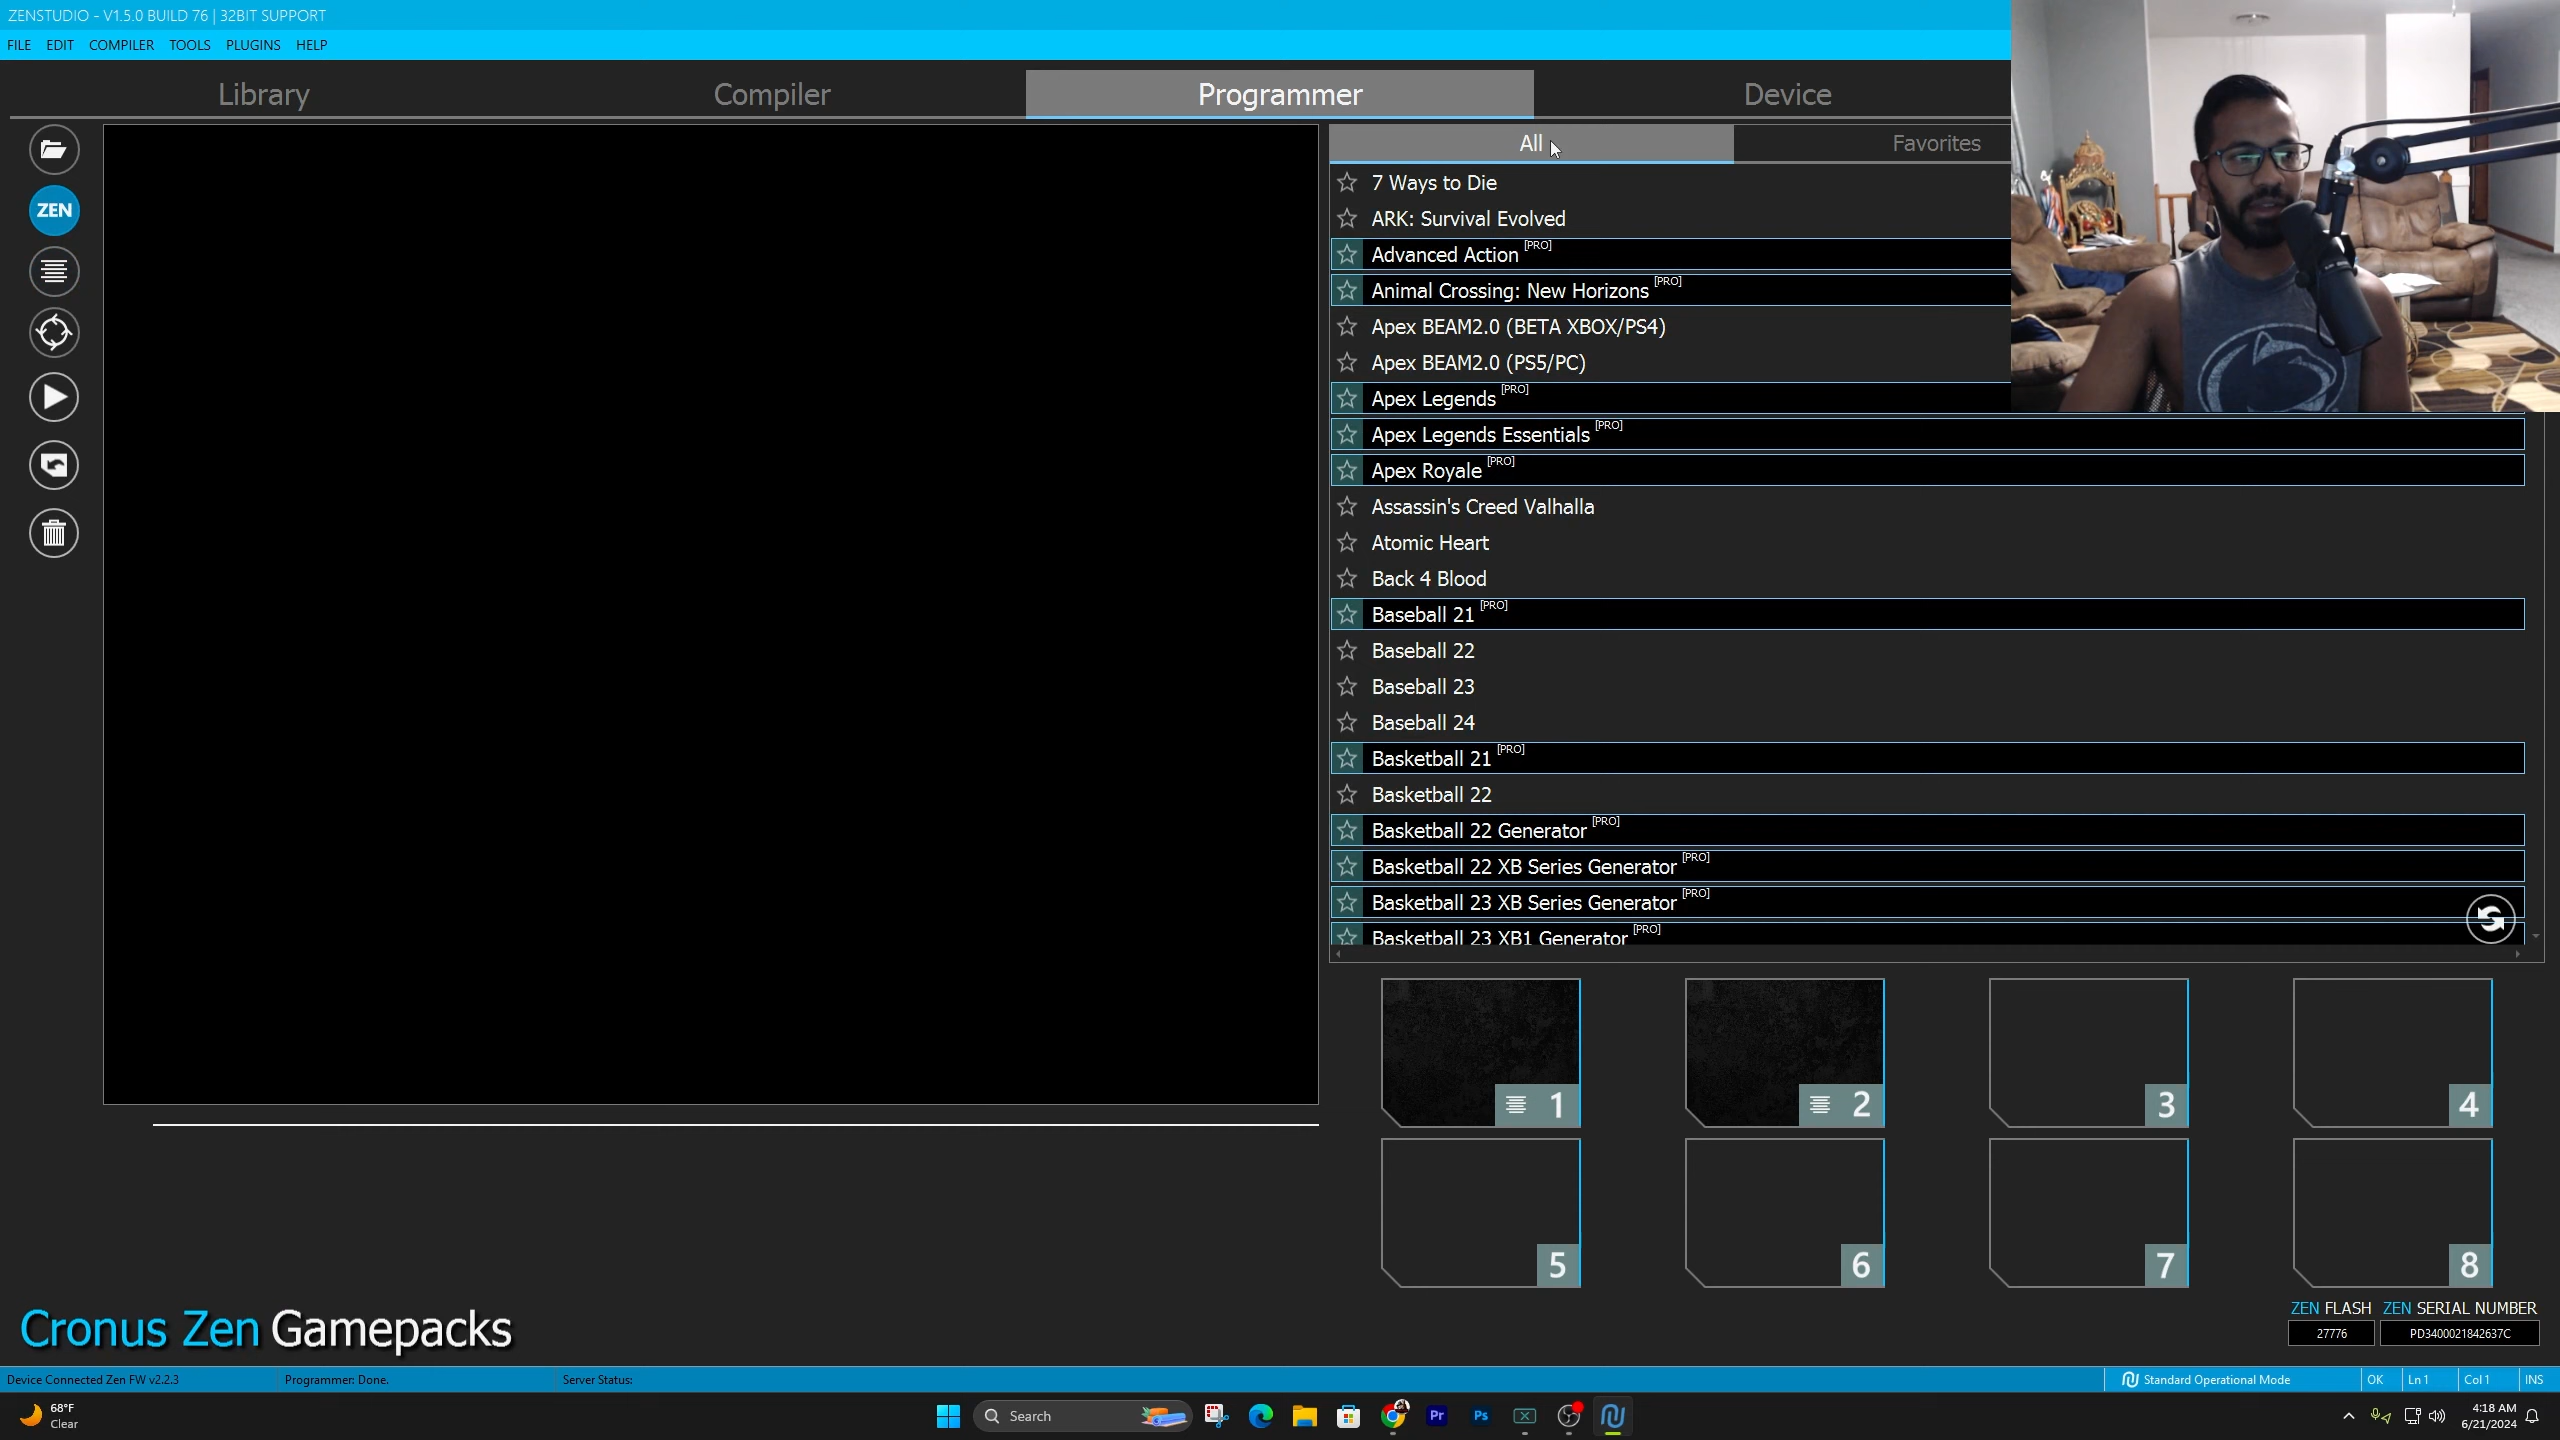 ZENSTUDIO - V1.5.0 BUILD 76 | 32BIT SUPPORT
FILE EDIT COMPILER TOOLS PLUGINS HELP
Library Compiler Programmer Device
All Favorites
7 Ways to Die
ARK: Survival Evolved
Advanced Action [PRO]
Animal Crossing: New Horizons [PRO]
Apex BEAM2.0 (BETA XBOX/PS4)
Apex BEAM2.0 (PS5/PC)
Apex Legends [PRO]
Apex Legends Essentials [PRO]
Apex Royale [PRO]
Assassin's Creed Valhalla
Atomic Heart
Back 4 Blood
Baseball 21 [PRO]
Baseball 22
Baseball 23
Baseball 24
Basketball 21 [PRO]
Basketball 22
Basketball 22 Generator [PRO]
Basketball 22 XB Series Generator [PRO]
Basketball 23 XB Series Generator [PRO]
Basketball 23 XB1 Generator [PRO]
ZEN
1 2 3 4
5 6 7 8
Cronus Zen Gamepacks
ZEN FLASH ZEN SERIAL NUMBER
27776 PD3400021842637C
Device Connected Zen FW v2.2.3 Programmer: Done. Server Status: Standard Operational Mode OK Ln 1 Col 1 INS
68°F
Clear
Search
Pr Ps
4:18 AM
6/21/2024